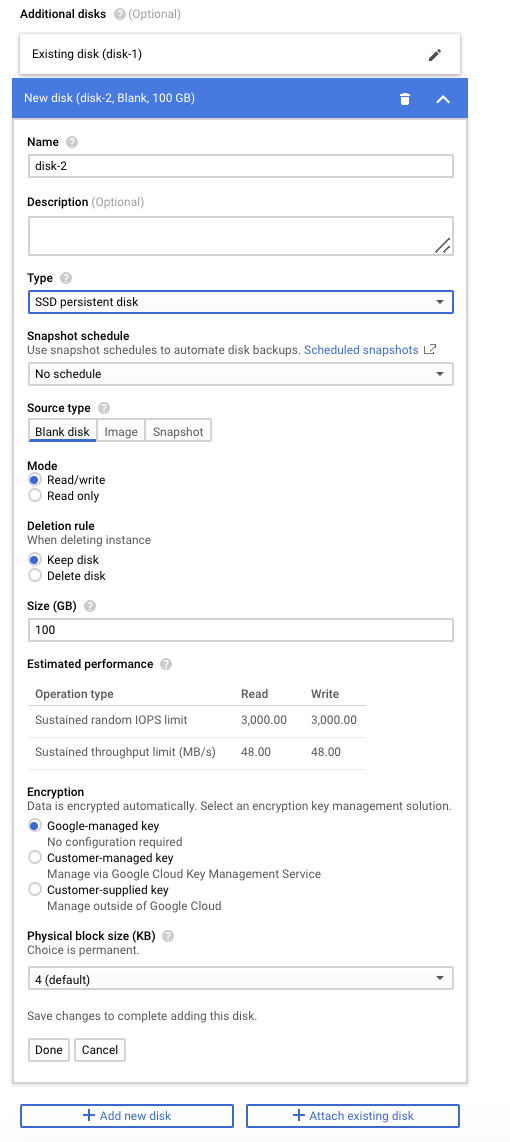 Additional disks (Optional)
Existing disk (disk-1)
New disk (disk-2, Blank, 100 GB)
Name
disk-2
Description (Optional)
Type
SSD persistent disk
Snapshot schedule
Use snapshot schedules to automate disk backups. Scheduled snapshots
No schedule
Source type
Blank disk Image Snapshot
Mode
Read/write
Read only
Deletion rule
When deleting instance
Keep disk
Delete disk
Size (GB)
100
Estimated performance
Operation type Read Write
Sustained random IOPS limit 3,000.00 3,000.00
Sustained throughput limit (MB/s) 48.00 48.00
Encryption
Data is encrypted automatically. Select an encryption key management solution.
Google-managed key
No configuration required
Customer-managed key
Manage via Google Cloud Key Management Service
Customer-supplied key
Manage outside of Google Cloud
Physical block size (KB)
Choice is permanent.
4 (default)
Save changes to complete adding this disk.
Done Cancel
+ Add new disk + Attach existing disk